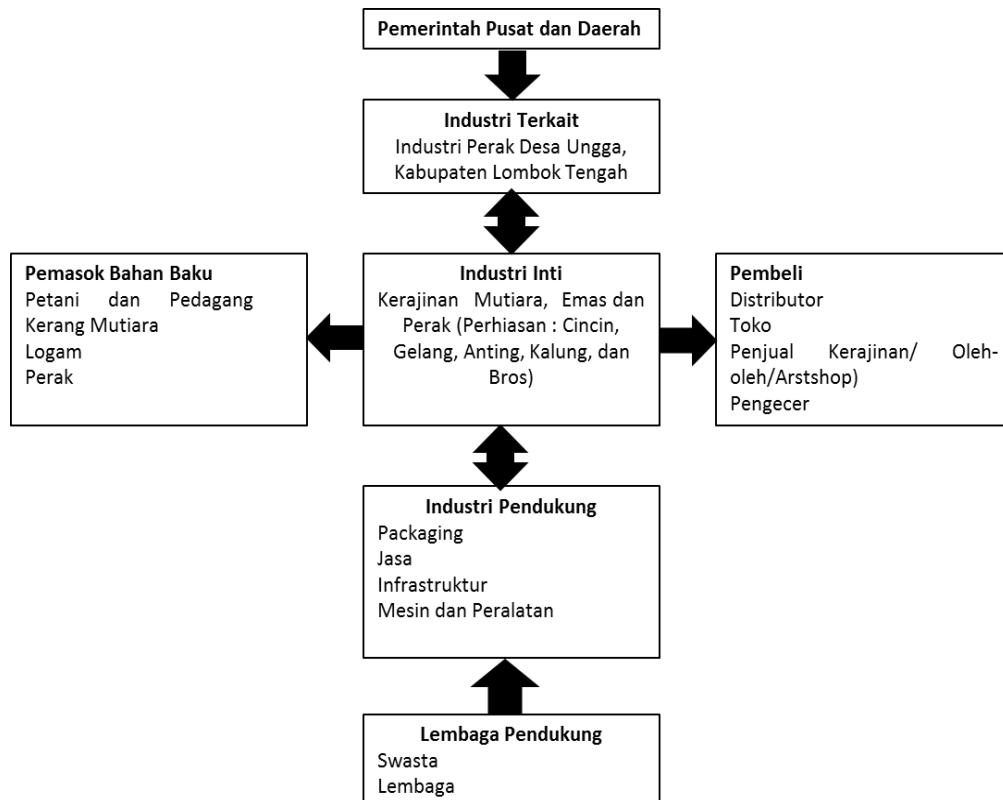 Pemerintah Pusat dan Daerah
Industri Terkait
Industri Perak Desa Ungga,
Kabupaten Lombok Tengah
Pemasok Bahan Baku
Petani dan Pedagang
Kerang Mutiara
Logam
Perak
Industri Inti
Kerajinan Mutiara, Emas dan
Perak (Perhiasan : Cincin,
Gelang, Anting, Kalung, dan
Bros)
Pembeli
Distributor
Toko
Penjual Kerajinan/ Oleh-
oleh/Arstshop)
Pengecer
Industri Pendukung
Packaging
Jasa
Infrastruktur
Mesin dan Peralatan
Lembaga Pendukung
Swasta
Lembaga